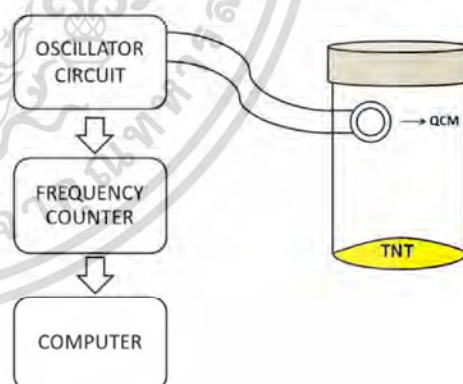 OSCILLATOR
CIRCUIT
QCM
FREQUENCY
COUNTER
TNT
COMPUTER